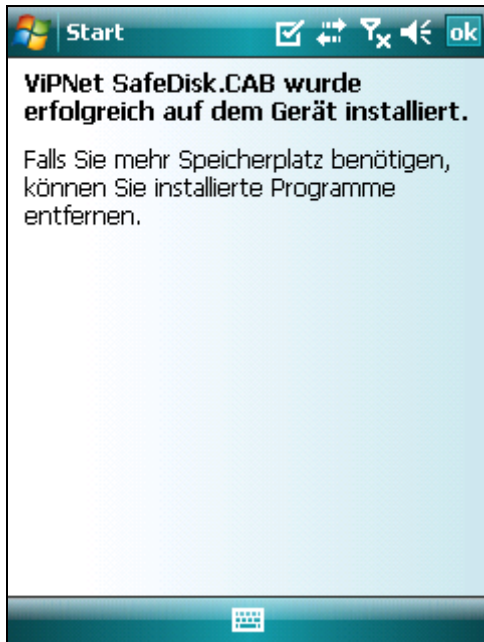 Start
ok
ViPNet SafeDisk.CAB wurde
erfolgreich auf dem Gerät installiert.
Falls Sie mehr Speicherplatz benötigen,
können Sie installierte Programme
entfernen.